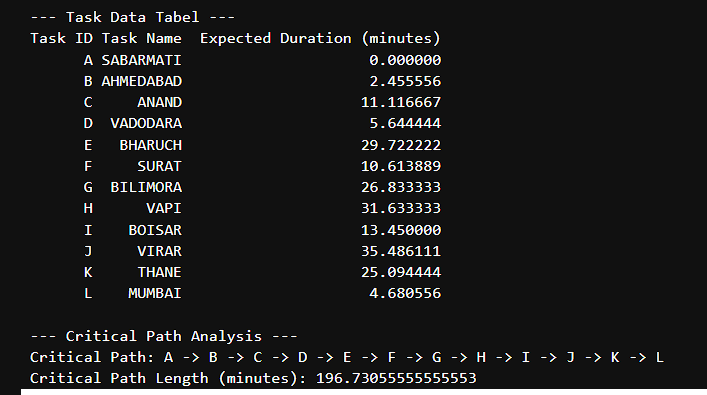 --- Task Data Tabel ---
Task ID Task Name Expected Duration (minutes)
A SABARMATI 0.000000
B AHMEDABAD 2.455556
C ANAND 11.116667
D VADODARA 5.644444
E BHARUCH 29.722222
F SURAT 10.613889
G BILIMORA 26.833333
H VAPI 31.633333
I BOISAR 13.450000
J VIRAR 35.486111
K THANE 25.094444
L MUMBAI 4.680556
--- Critical Path Analysis ---
Critical Path: A -> B -> C -> D -> E -> F -> G -> H -> I -> J -> K -> L
Critical Path Length (minutes): 196.73055555555553